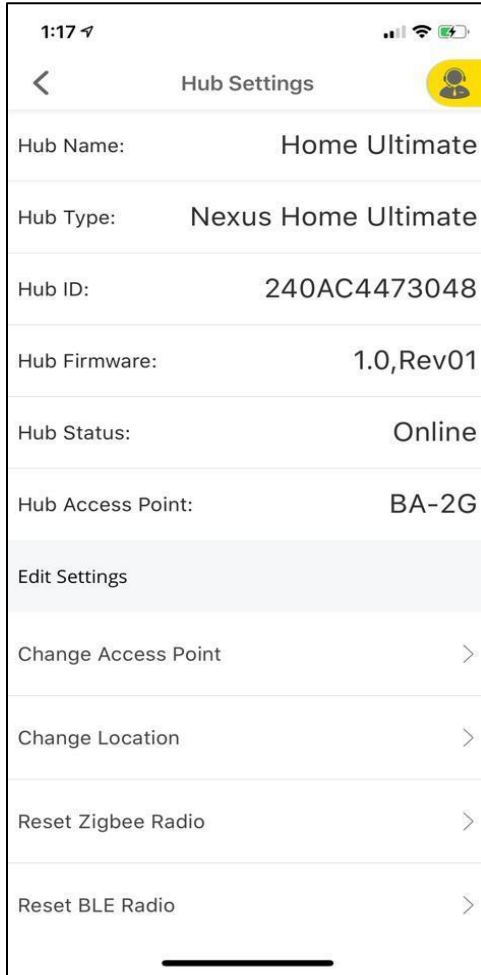 1:17
Hub Settings
Hub Name: Home Ultimate
Hub Type: Nexus Home Ultimate
Hub ID: 240AC4473048
Hub Firmware: 1.0,Rev01
Hub Status: Online
Hub Access Point: BA-2G
Edit Settings
Change Access Point
Change Location
Reset Zigbee Radio
Reset BLE Radio